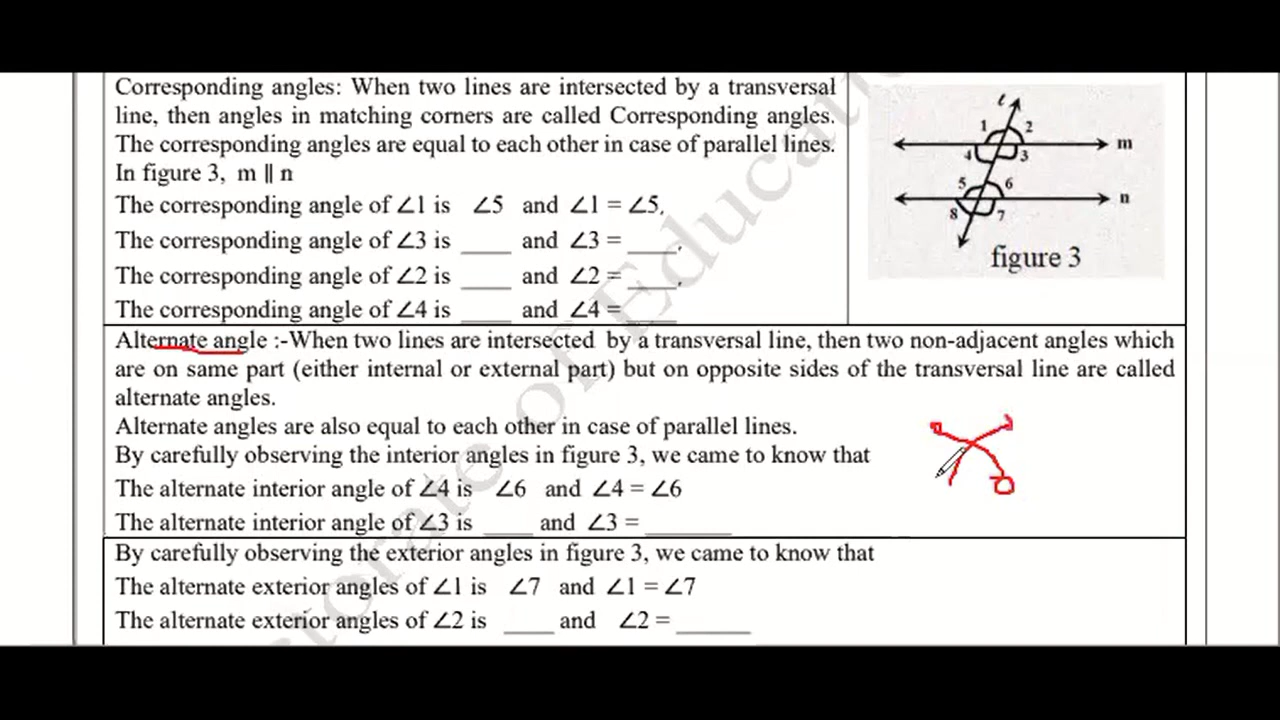 Corresponding angles: When two lines are intersected by a transversal
line, then angles in matching corners are called Corresponding angles.
The corresponding angles are equal to each other in case of parallel lines.
In figure 3, m || n
The corresponding angle of ∠1 is ∠5 and ∠1 = ∠5,
The corresponding angle of ∠3 is ____ and ∠3 = ____.
The corresponding angle of ∠2 is ____ and ∠2 = ____.
The corresponding angle of ∠4 is ____ and ∠4 = ____
ℓ
1 2
m
4 3
5 6
n
8 7
figure 3
Alternate angle :-When two lines are intersected by a transversal line, then two non-adjacent angles which
are on same part (either internal or external part) but on opposite sides of the transversal line are called
alternate angles.
Alternate angles are also equal to each other in case of parallel lines.
By carefully observing the interior angles in figure 3, we came to know that
The alternate interior angle of ∠4 is ∠6 and ∠4 = ∠6
The alternate interior angle of ∠3 is ____ and ∠3 = _______
By carefully observing the exterior angles in figure 3, we came to know that
The alternate exterior angles of ∠1 is ∠7 and ∠1 = ∠7
The alternate exterior angles of ∠2 is ____ and ∠2 = ______